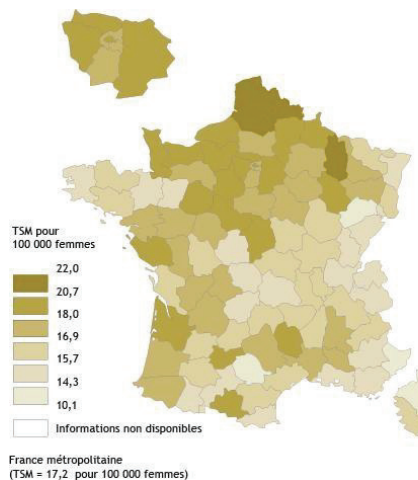 TSM pour
100 000 femmes
22,0
20,7
18,0
16,9
15,7
14,3
10,1
Informations non disponibles
France métropolitaine
(TSM = 17,2 pour 100 000 femmes)